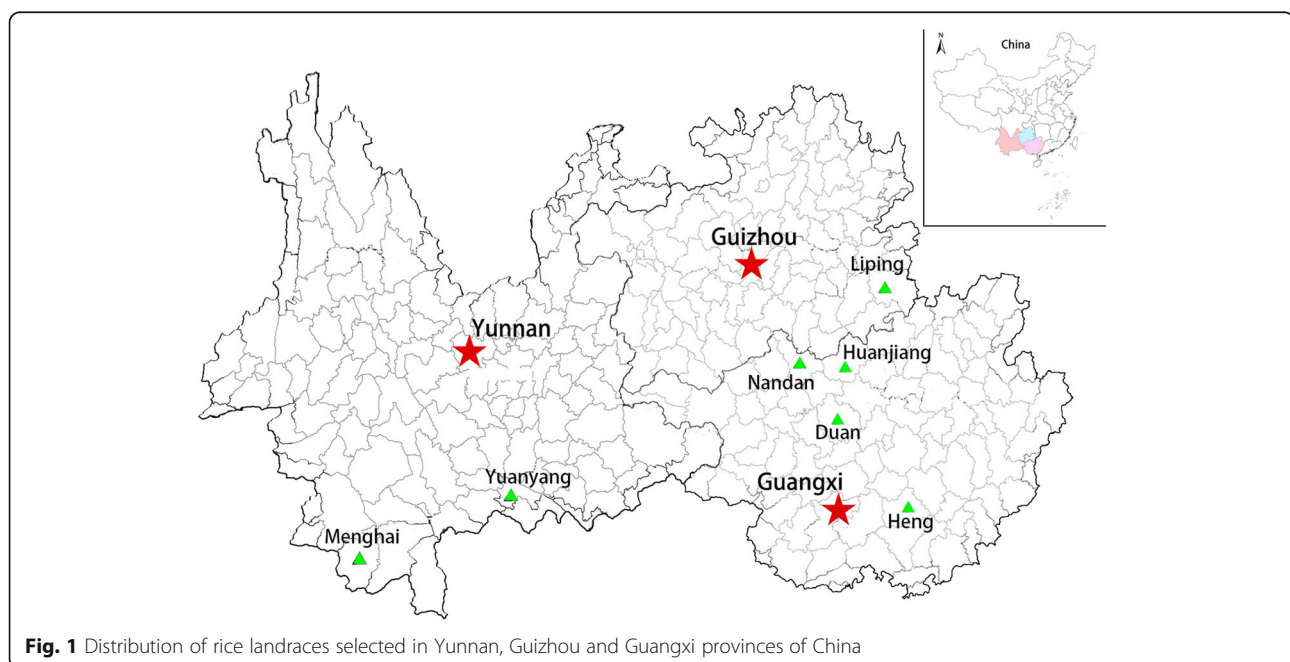 N
China
Guizhou
Liping
Yunnan
Huanjiang
Nandan
Duan
Yuanyang
Guangxi
Heng
Menghai
Fig. 1 Distribution of rice landraces selected in Yunnan, Guizhou and Guangxi provinces of China